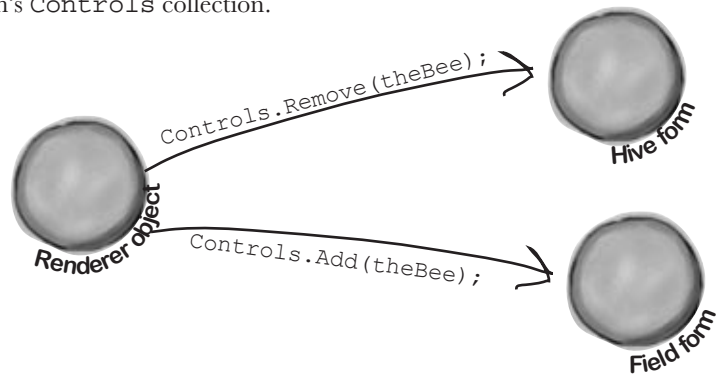 n's Controls collection.
Controls.Remove(theBee);
Hive form
Renderer object
Controls.Add(theBee);
Field form